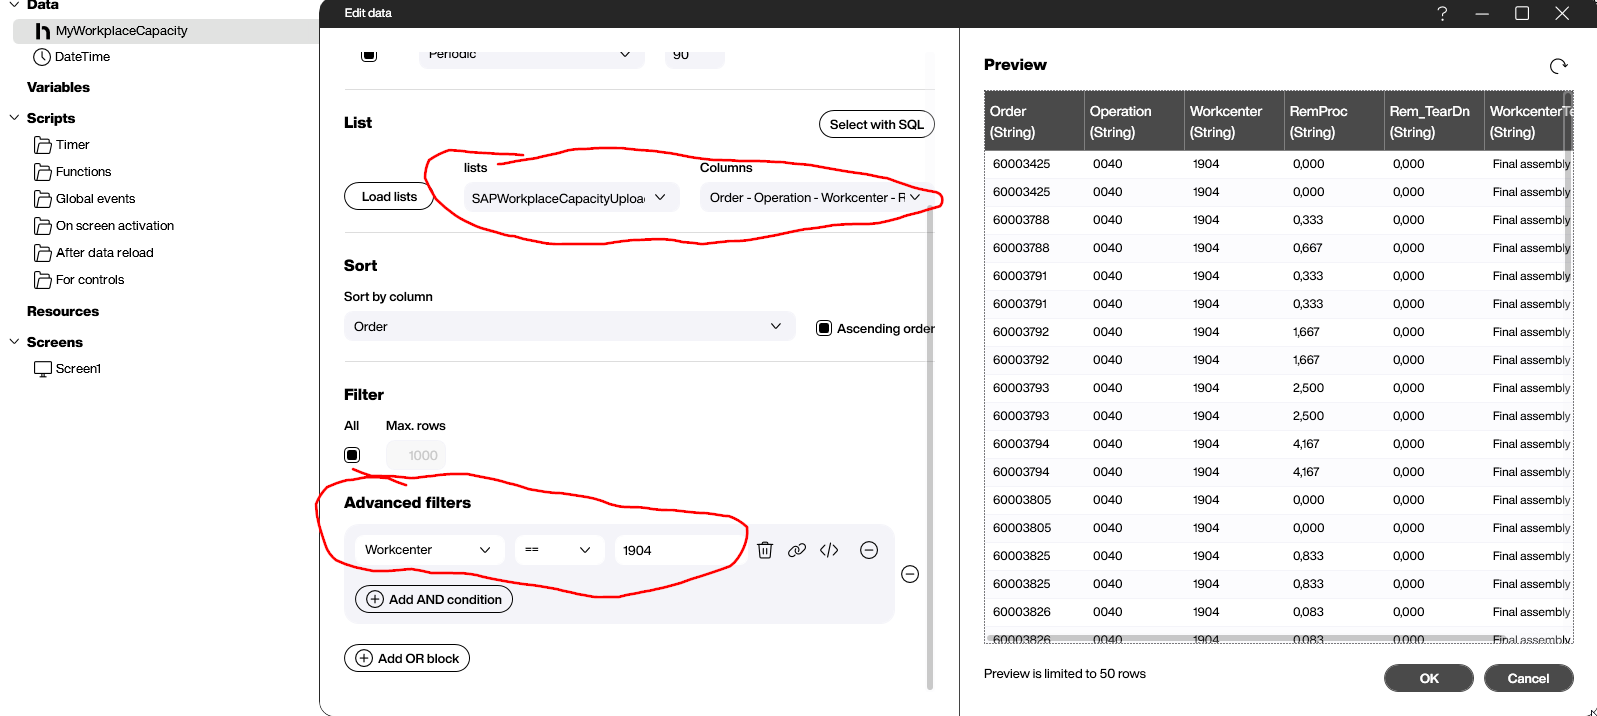 Data
MyWorkplaceCapacity
DateTime
Variables
Scripts
Timer
Functions
Global events
On screen activation
After data reload
For controls
Resources
Screens
Screen1
Edit data
Periodic 90
List
Select with SQL
lists Columns
Load lists SAPWorkplaceCapacityUploa Order - Operation - Workcenter - R
Sort
Sort by column
Order Ascending order
Filter
All Max. rows
1000
Advanced filters
Workcenter == 1904
Add AND condition
Add OR block
Preview
Order Operation Workcenter RemProc Rem_TearDn WorkcenterTe
(String) (String) (String) (String) (String) (String)
60003425 0040 1904 0,000 0,000 Final assembly
60003425 0040 1904 0,000 0,000 Final assembly
60003788 0040 1904 0,333 0,000 Final assembly
60003788 0040 1904 0,667 0,000 Final assembly
60003791 0040 1904 0,333 0,000 Final assembly
60003791 0040 1904 0,333 0,000 Final assembly
60003792 0040 1904 1,667 0,000 Final assembly
60003792 0040 1904 1,667 0,000 Final assembly
60003793 0040 1904 2,500 0,000 Final assembly
60003793 0040 1904 2,500 0,000 Final assembly
60003794 0040 1904 4,167 0,000 Final assembly
60003794 0040 1904 4,167 0,000 Final assembly
60003805 0040 1904 0,000 0,000 Final assembly
60003805 0040 1904 0,000 0,000 Final assembly
60003825 0040 1904 0,833 0,000 Final assembly
60003825 0040 1904 0,833 0,000 Final assembly
60003826 0040 1904 0,083 0,000 Final assembly
60003826 0040 1904 0,083 0,000 Final assembly
Preview is limited to 50 rows
OK Cancel